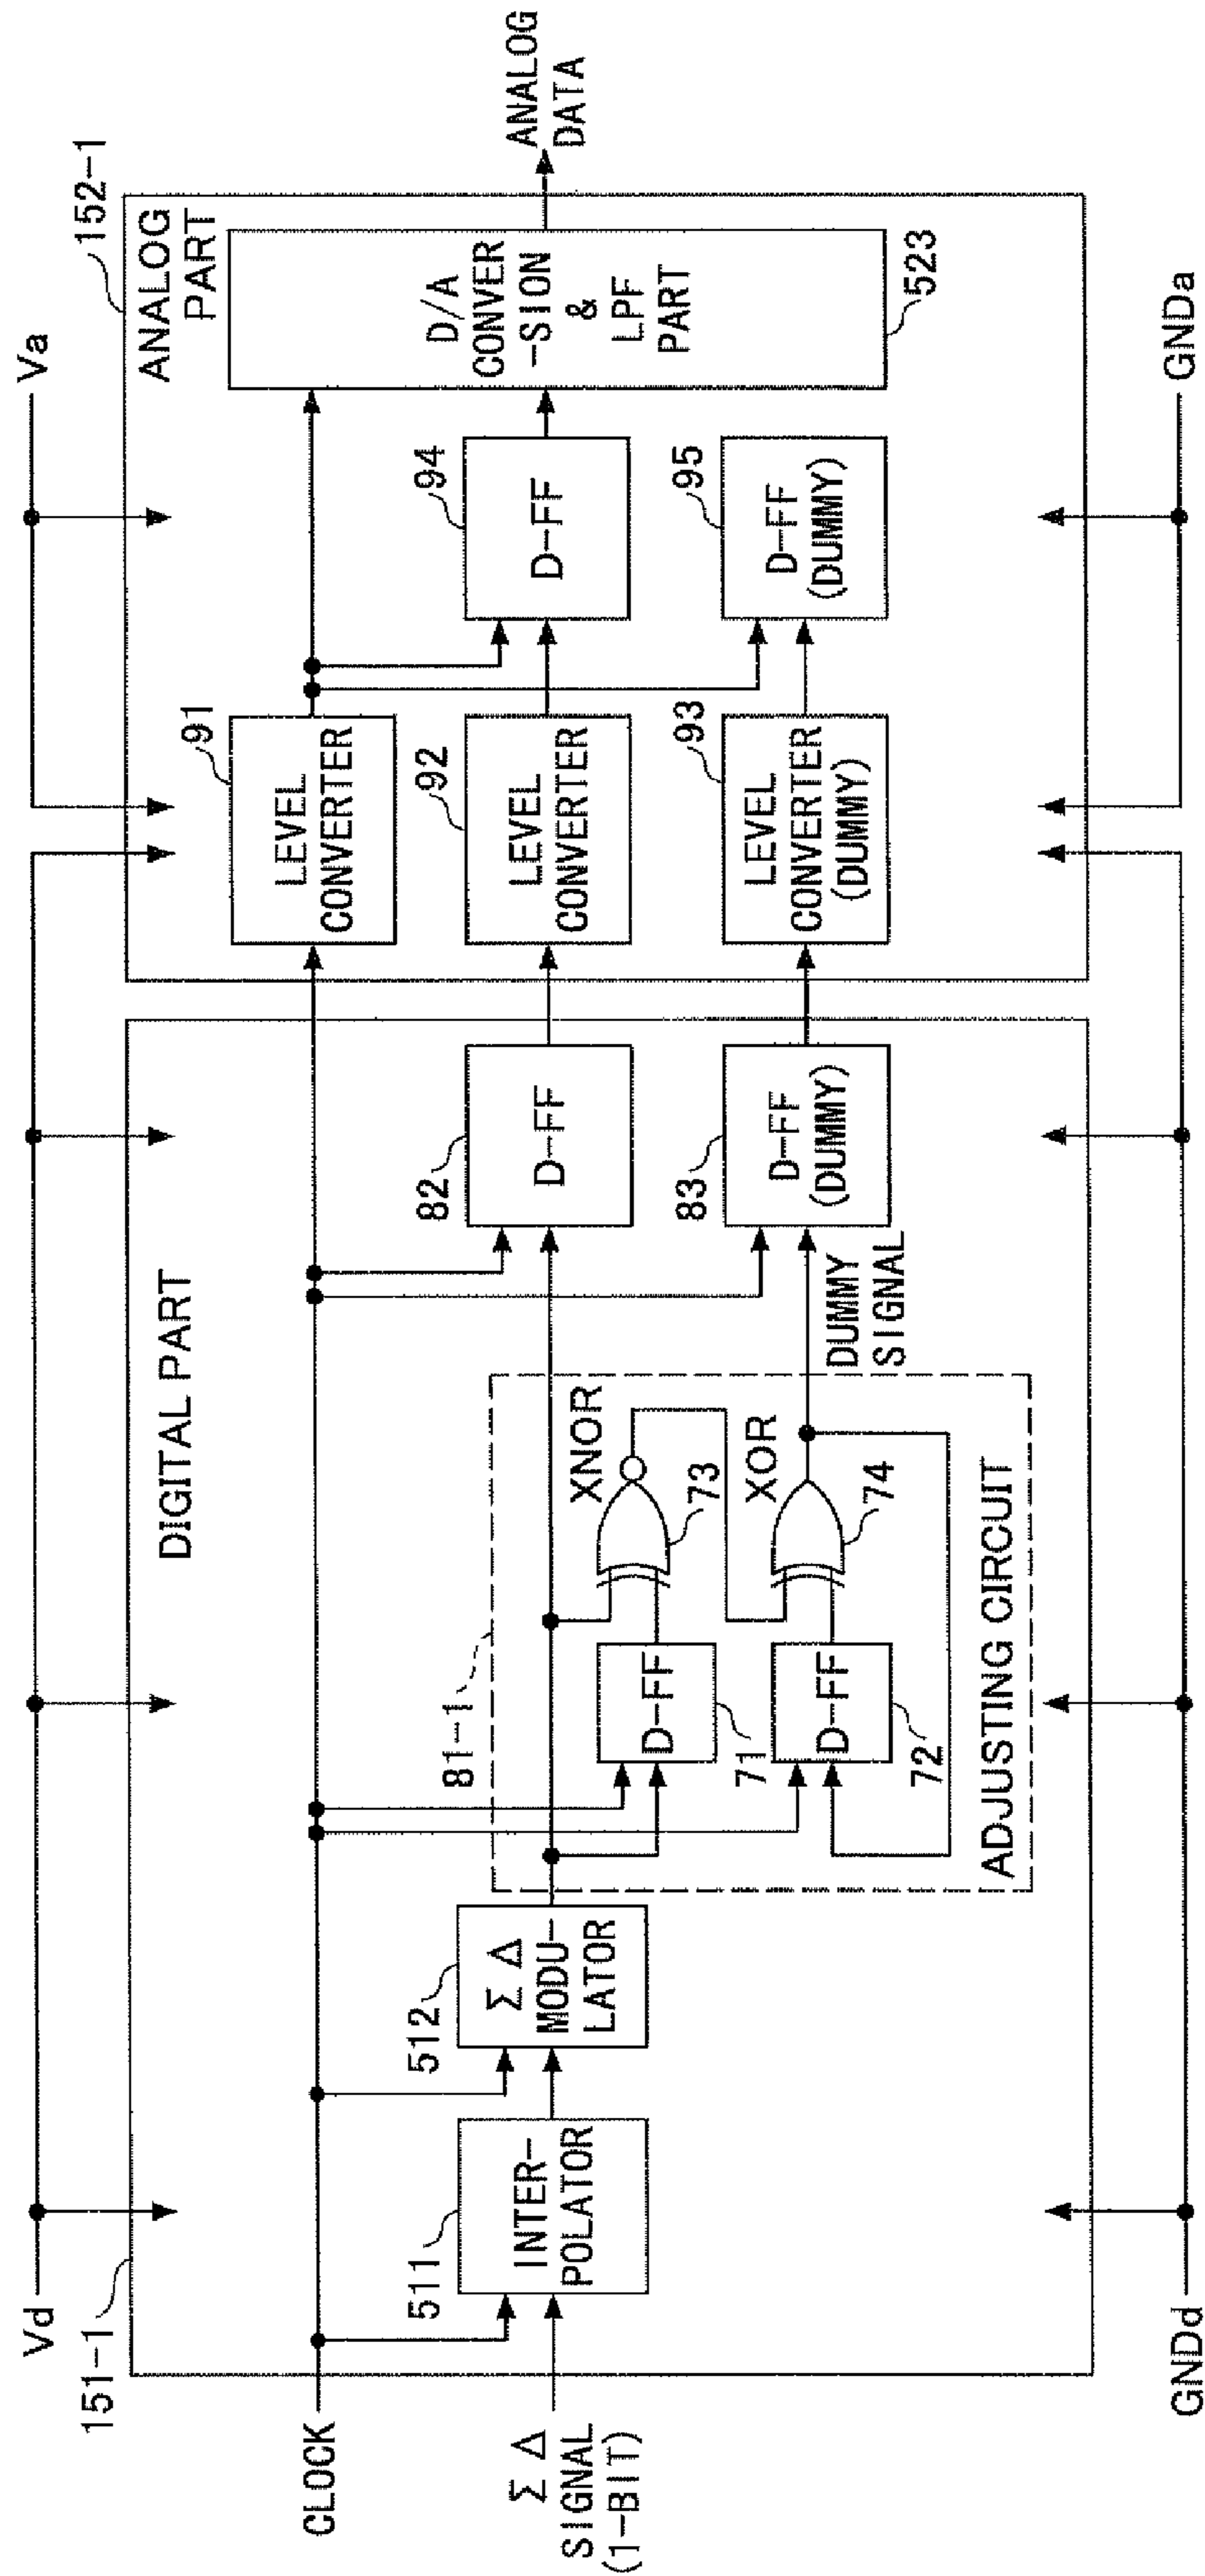 151-1
Vd
Va
152-1
DIGITAL PART
ANALOG
PART
CLOCK
Σ Δ
SIGNAL
(1-BIT)
511
INTER-
POLATOR
512
Σ Δ
MODU-
LATOR
81-1
D-FF
71
D-FF
72
XNOR
73
XOR
74
ADJUSTING CIRCUIT
DUMMY
SIGNAL
82
D-FF
83
D-FF
(DUMMY)
91
LEVEL
CONVERTER
92
LEVEL
CONVERTER
93
LEVEL
CONVERTER
(DUMMY)
94
D-FF
95
D-FF
(DUMMY)
D/A
CONVER
-SION
&
LPF
PART
523
ANALOG
DATA
GNDd
GNDa